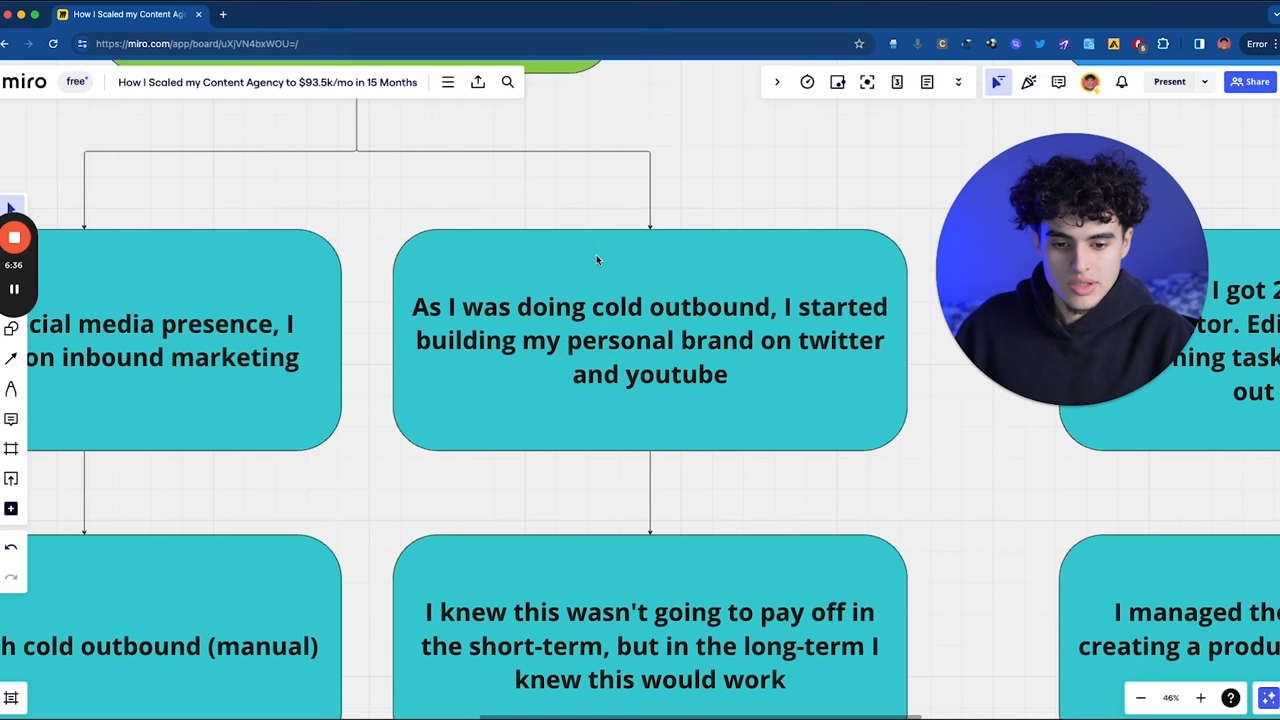 How I Scaled my Content Age
https://miro.com/app/board/uXjVN4bxWOU=/
Error
miro
free
How I Scaled my Content Agency to $93.5k/mo in 15 Months
Present
Share
6:36
cial media presence, I
on inbound marketing
As I was doing cold outbound, I started
building my personal brand on twitter
and youtube
I got 2
tor. Edi
ning task
out
h cold outbound (manual)
I knew this wasn't going to pay off in
the short-term, but in the long-term I
knew this would work
I managed the
creating a produ
46%